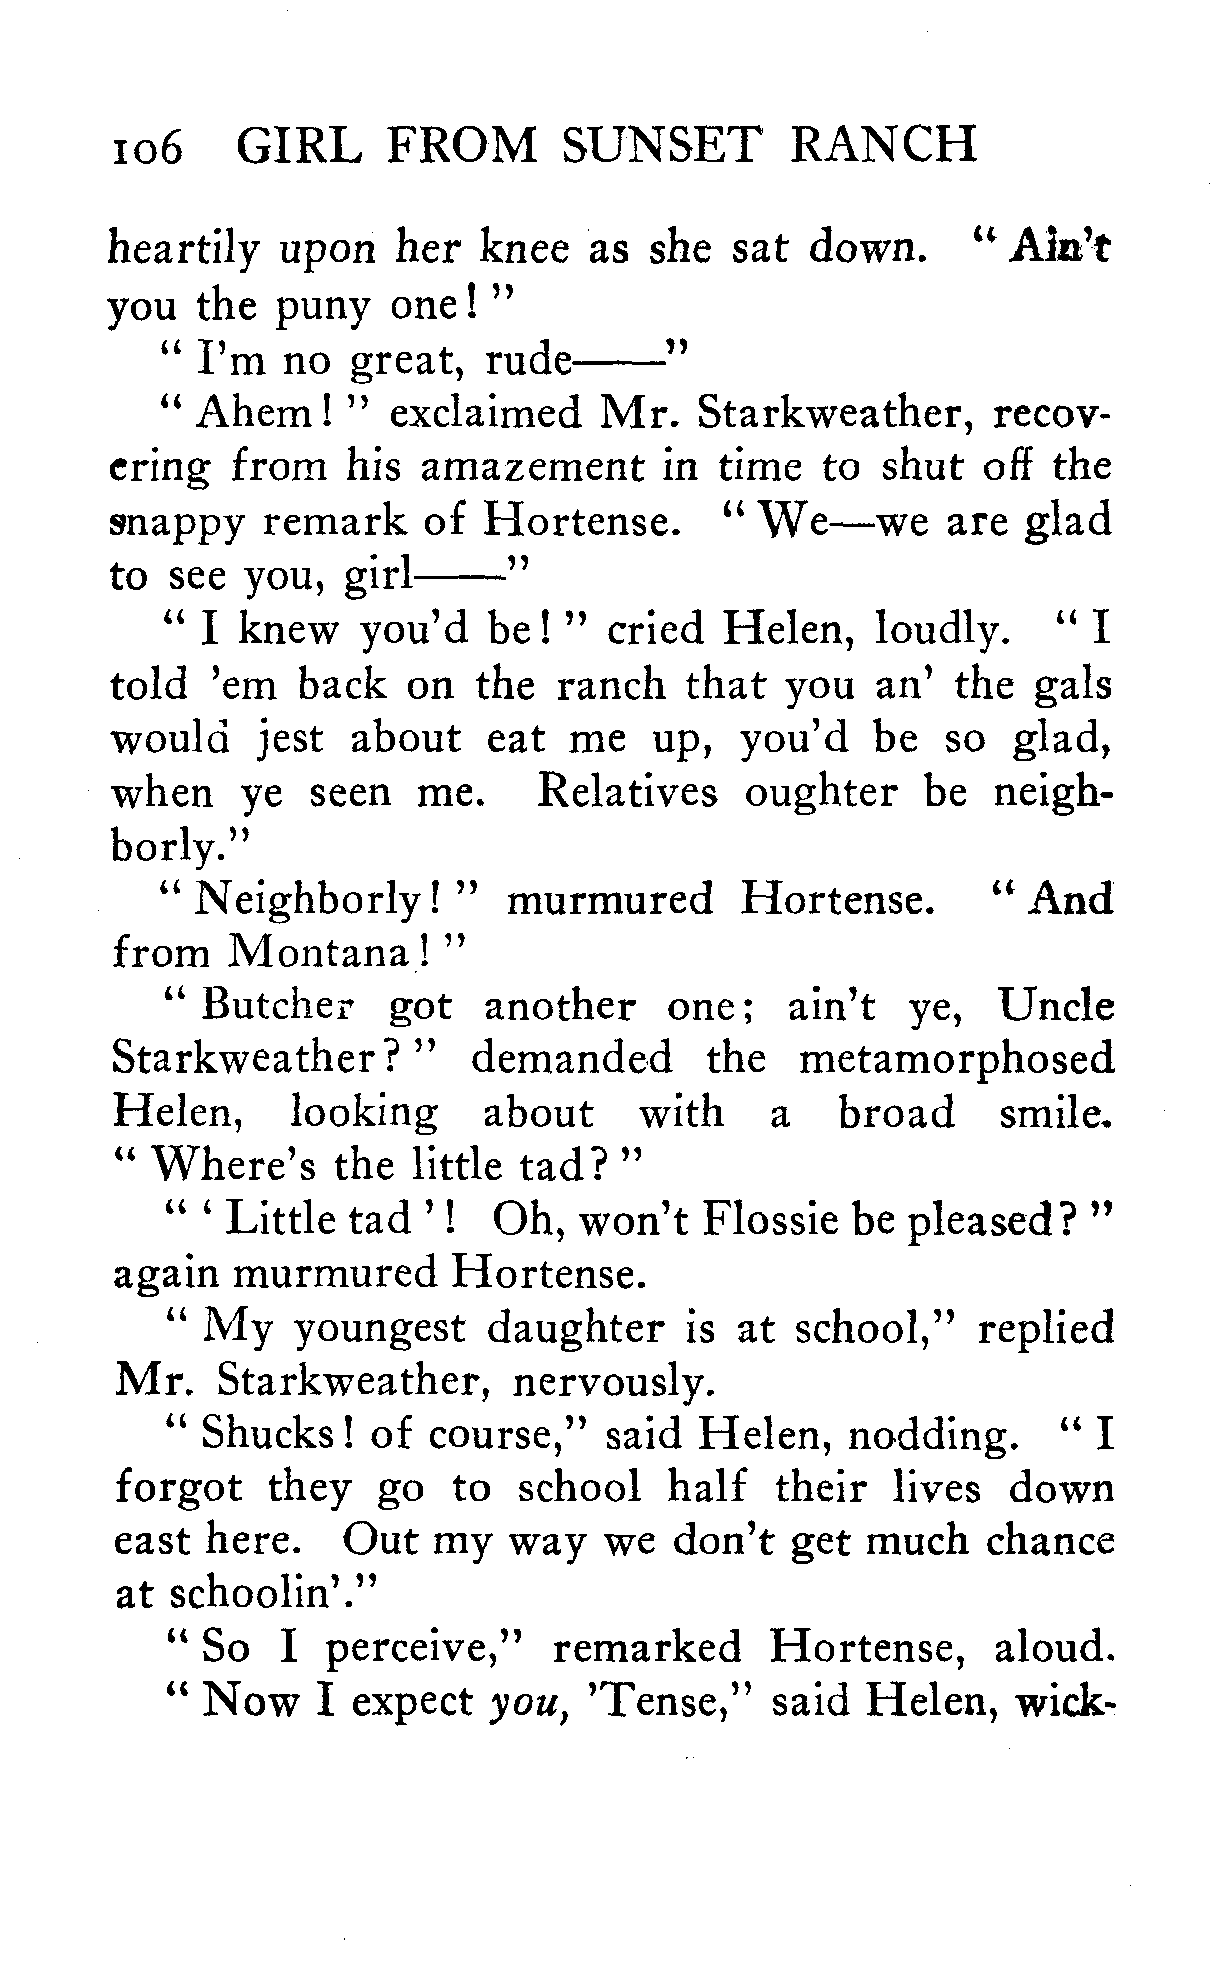 106 GIRL FROM SUNSET RANCH
heartily upon her knee as she sat down. " Ain't
you the puny one! "
" I'm no great, rude——"
" Ahem! " exclaimed Mr. Starkweather, recov-
ering from his amazement in time to shut off the
snappy remark of Hortense. " We—we are glad
to see you, girl——"
" I knew you'd be! " cried Helen, loudly. " I
told 'em back on the ranch that you an' the gals
would jest about eat me up, you'd be so glad,
when ye seen me. Relatives oughter be neigh-
borly."
" Neighborly! " murmured Hortense. " And
from Montana! "
" Butcher got another one; ain't ye, Uncle
Starkweather? " demanded the metamorphosed
Helen, looking about with a broad smile.
" Where's the little tad? "
" ' Little tad '! Oh, won't Flossie be pleased? "
again murmured Hortense.
" My youngest daughter is at school," replied
Mr. Starkweather, nervously.
" Shucks! of course," said Helen, nodding. " I
forgot they go to school half their lives down
east here. Out my way we don't get much chance
at schoolin'."
" So I perceive," remarked Hortense, aloud.
" Now I expect you, 'Tense," said Helen, wick-